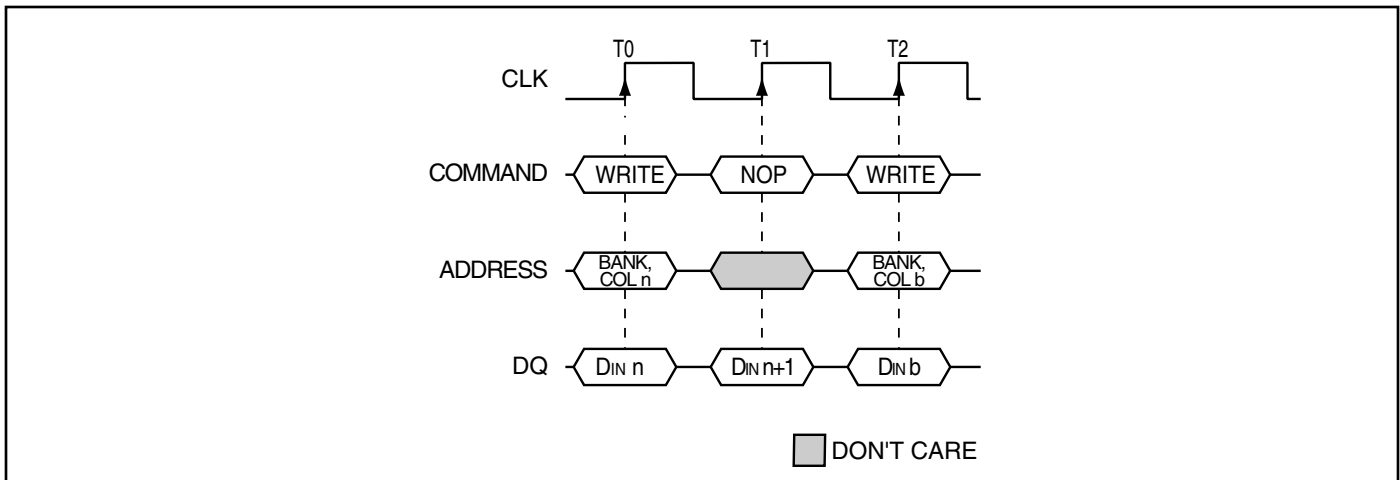 T0 T1 T2
CLK
COMMAND WRITE NOP WRITE
ADDRESS BANK, COL n BANK, COL b
DQ DIN n DIN n+1 DIN b
DON'T CARE